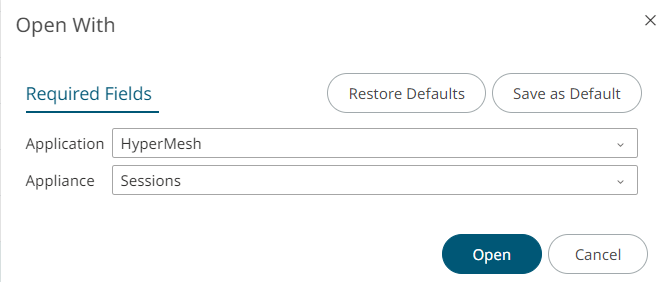 Open With
Required Fields
Restore Defaults
Save as Default
Application HyperMesh
Appliance Sessions
Open
Cancel